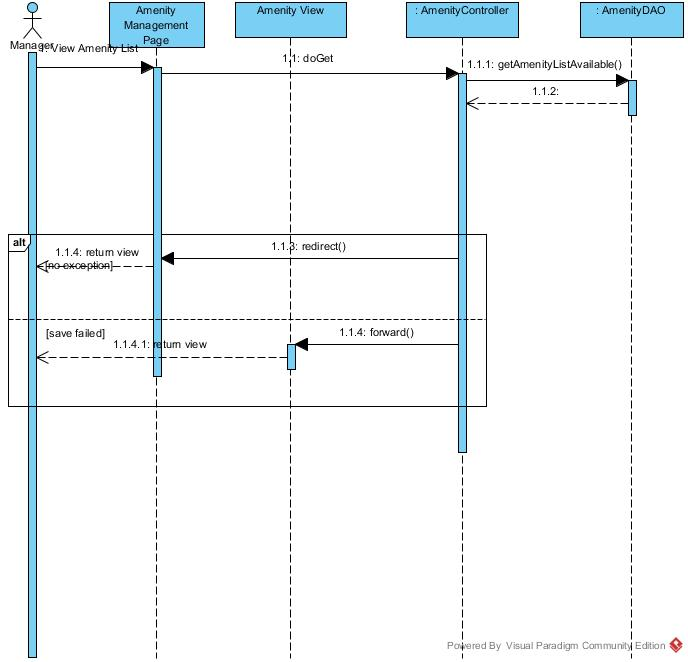 Amenity
Management
Page
Amenity View
: AmenityController
: AmenityDAO
Manager
1: View Amenity List
1.1: doGet
1.1.1: getAmenityListAvailable()
1.1.2:
alt
1.1.3: redirect()
1.1.4: return view
[no exception]
[save failed]
1.1.4: forward()
1.1.4.1: return view
Powered By Visual Paradigm Community Edition